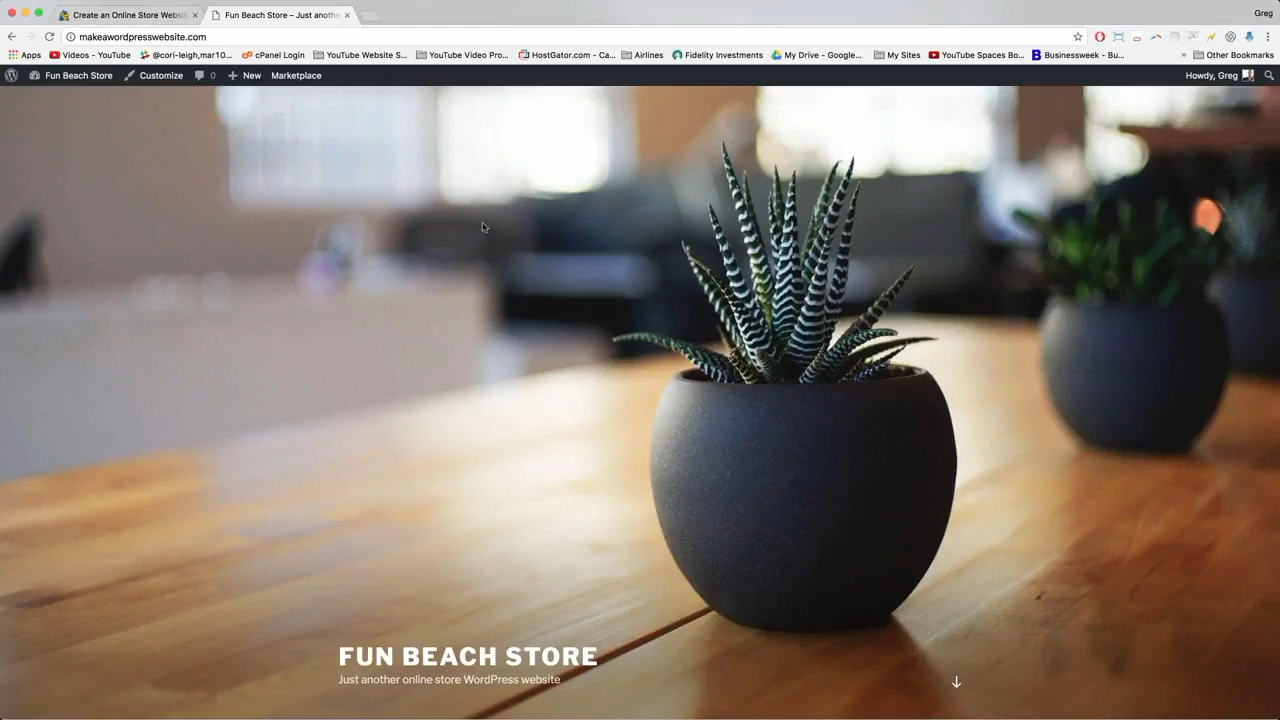 Create an Online Store Websit
Fun Beach Store – Just anoth
Greg
makeawordpresswebsite.com
Apps
Videos - YouTube
@cori-leigh,mar10...
cPanel Login
YouTube Website S...
YouTube Video Pro...
HostGator.com - Ca...
Airlines
Fidelity Investments
My Drive - Google...
My Sites
YouTube Spaces Bo...
Businessweek - Bu...
»
Other Bookmarks
Fun Beach Store
Customize
0
New
Marketplace
Howdy, Greg
FUN BEACH STORE
Just another online store WordPress website